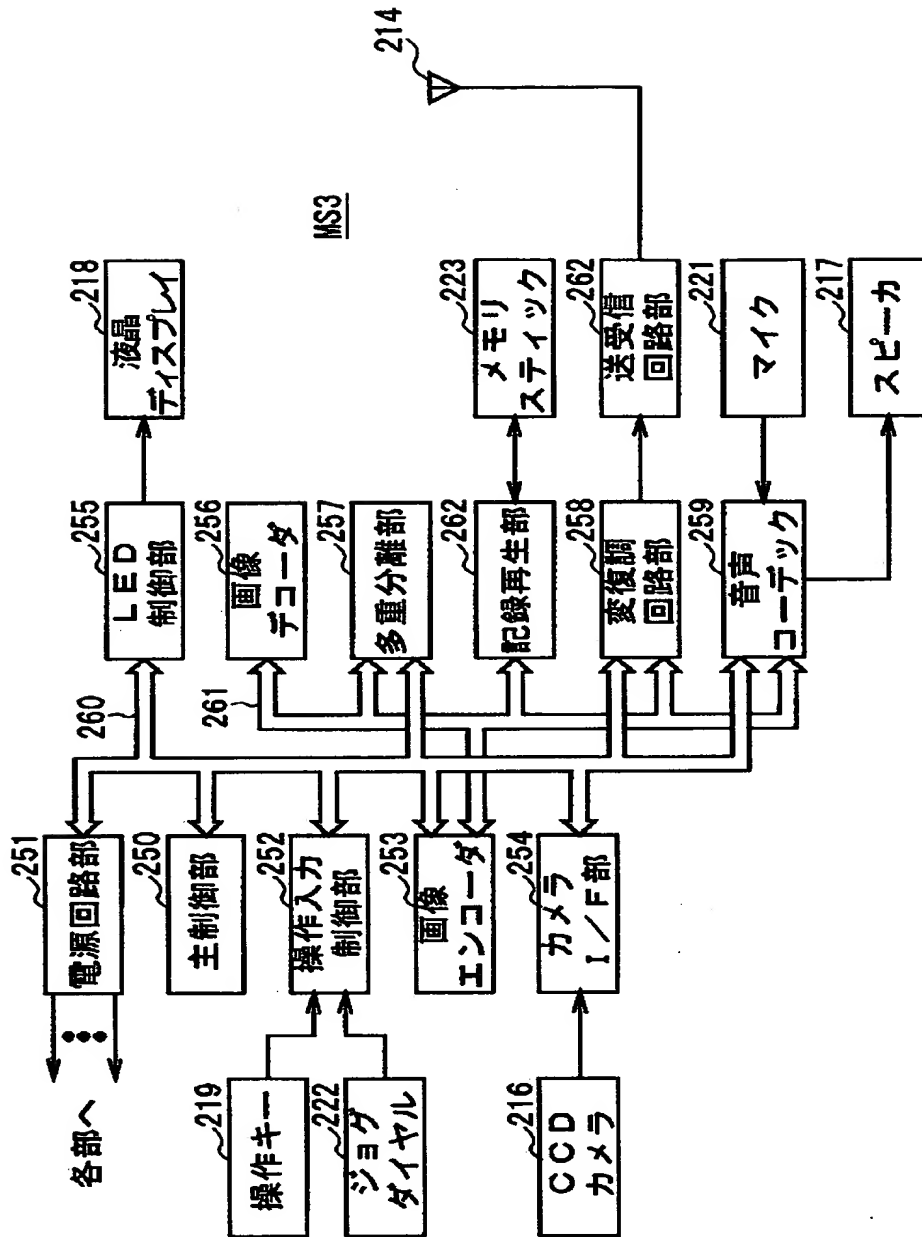 MS3
214
251
電源回路部
各部へ
250
主制御部
219
操作キー
222
ジョグ
ダイヤル
252
操作入力
制御部
253
画像
エンコーダ
216
CCD
カメラ
254
カメラ
I/F部
260
261
255
LED
制御部
218
液晶
ディスプレイ
256
画像
デコーダ
257
多重分離部
262
記録再生部
223
メモリ
スティック
258
変復調
回路部
262
送受信
回路部
259
音声
コーデック
221
マイク
217
スピーカ